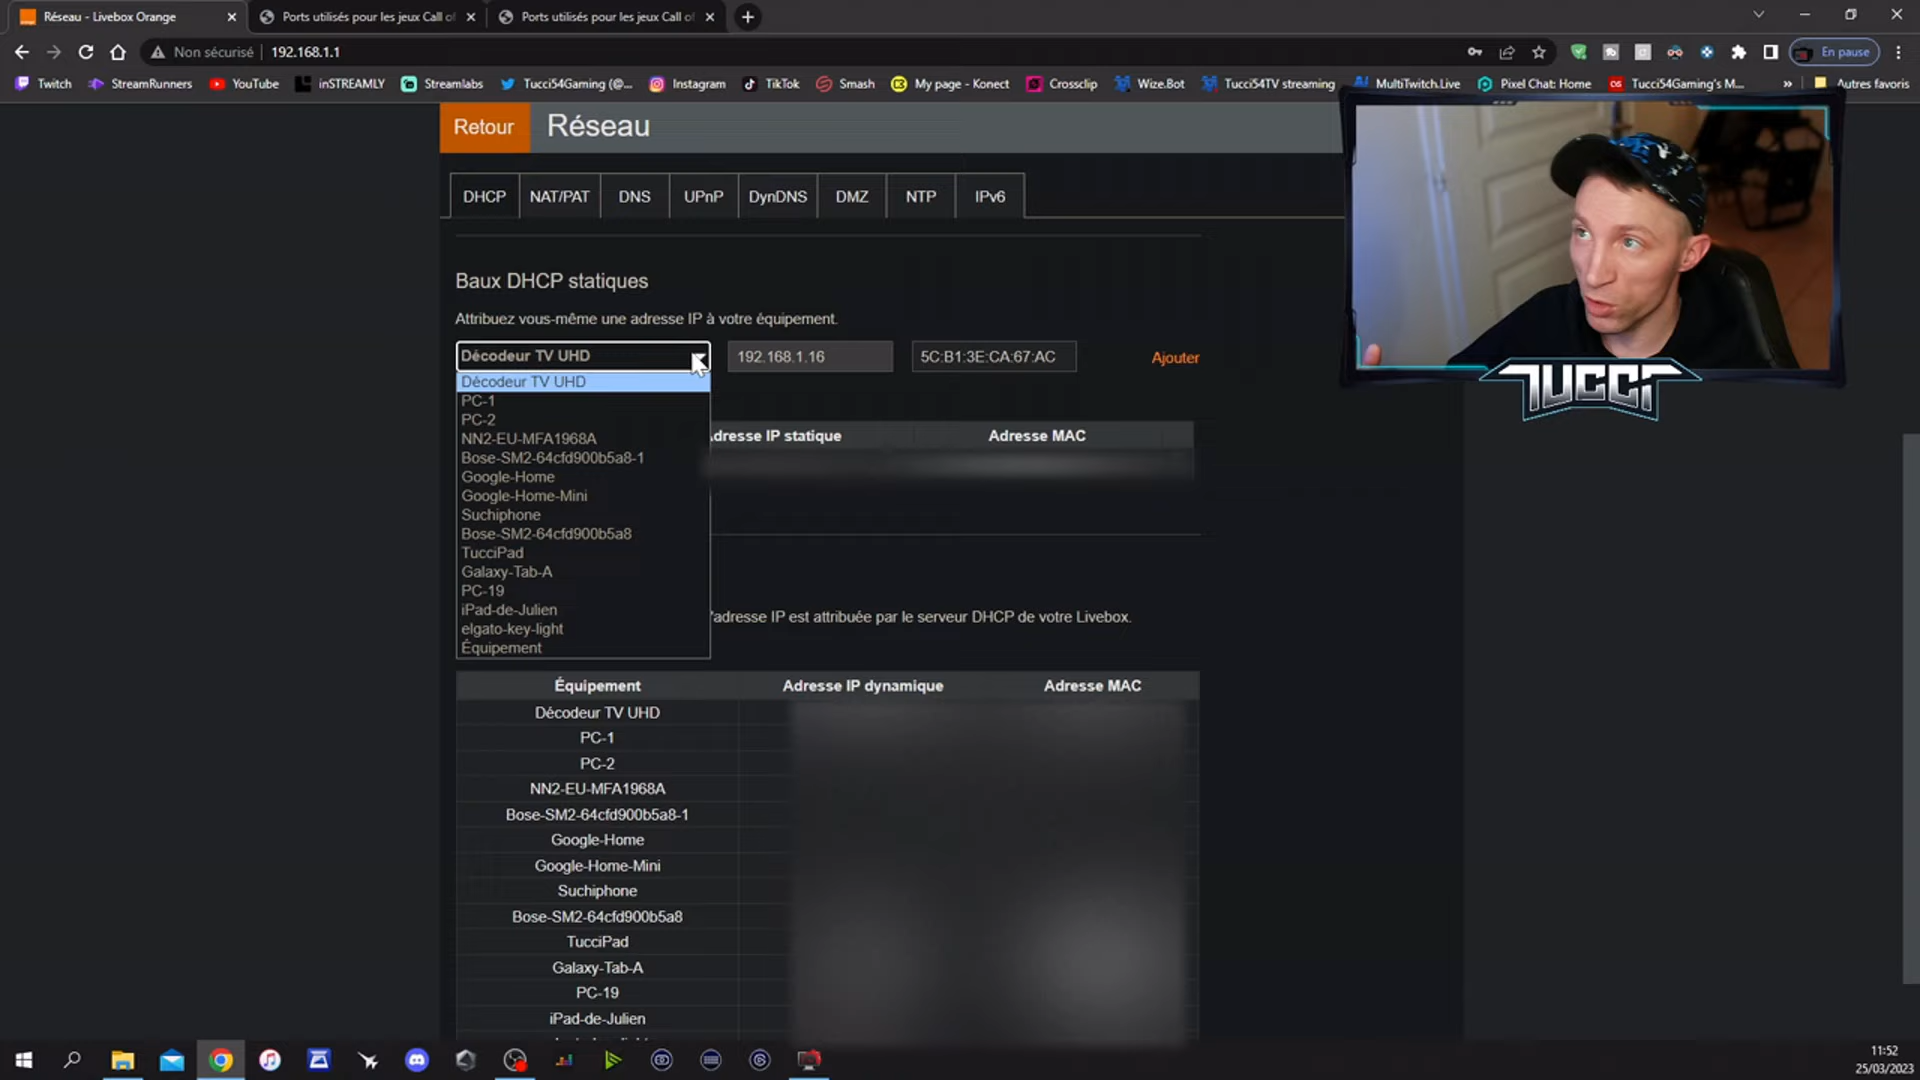 Réseau - Livebox Orange
Ports utilisés pour les jeux Call of
Ports utilisés pour les jeux Call of
Non sécurisé 192.168.1.1
En pause
Twitch StreamRunners YouTube inSTREAMLY Streamlabs Tucci54Gaming (@... Instagram TikTok Smash My page - Konect Crossclip Wize.Bot Tucci54TV streaming MultiTwitch.Live Pixel Chat: Home Tucci54Gaming's M... » Autres favoris
Retour Réseau
DHCP NAT/PAT DNS UPnP DynDNS DMZ NTP IPv6
TUCCI
Baux DHCP statiques
Attribuez vous-même une adresse IP à votre équipement.
Décodeur TV UHD 192.168.1.16 5C:B1:3E:CA:67:AC Ajouter
Décodeur TV UHD
PC-1
PC-2
NN2-EU-MFA1968A
Bose-SM2-64cfd900b5a8-1
Google-Home
Google-Home-Mini
Suchiphone
Bose-SM2-64cfd900b5a8
TucciPad
Galaxy-Tab-A
PC-19
iPad-de-Julien
elgato-key-light
Équipement
dresse IP statique Adresse MAC
'adresse IP est attribuée par le serveur DHCP de votre Livebox.
Équipement Adresse IP dynamique Adresse MAC
Décodeur TV UHD
PC-1
PC-2
NN2-EU-MFA1968A
Bose-SM2-64cfd900b5a8-1
Google-Home
Google-Home-Mini
Suchiphone
Bose-SM2-64cfd900b5a8
TucciPad
Galaxy-Tab-A
PC-19
iPad-de-Julien
11:52
25/03/2023